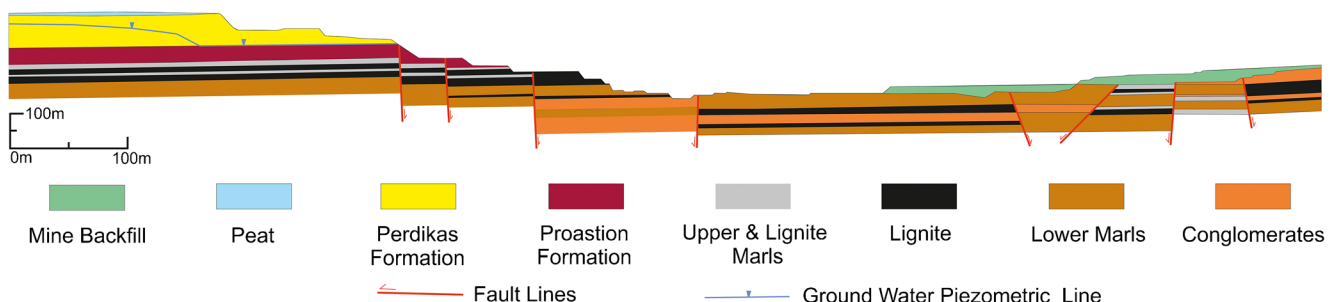 100m
0m
100m
Mine Backfill
Peat
Perdikas
Formation
Proastion
Formation
Upper & Lignite
Marls
Lignite
Lower Marls
Conglomerates
Fault Lines
Ground Water Piezometric Line